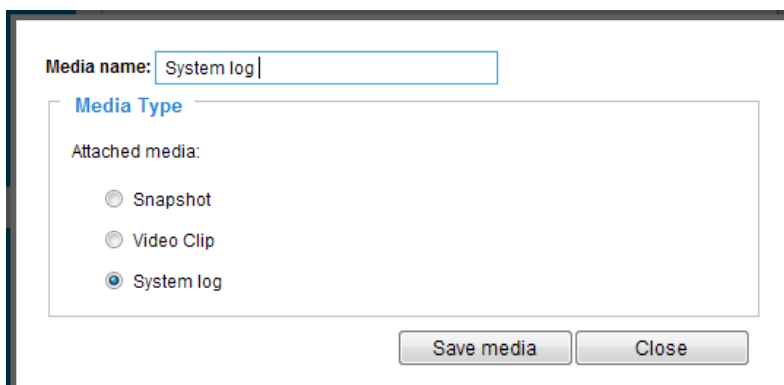 Media name: System log
Media Type
Attached media:
Snapshot
Video Clip
System log
Save media Close